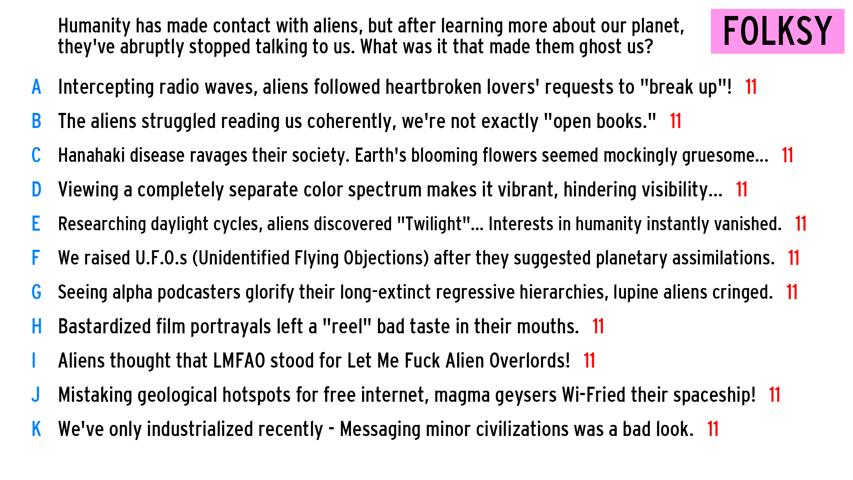 Humanity has made contact with aliens, but after learning more about our planet,
they've abruptly stopped talking to us. What was it that made them ghost us?
FOLKSY
A Intercepting radio waves, aliens followed heartbroken lovers' requests to "break up"! 11
B The aliens struggled reading us coherently, we're not exactly "open books." 11
C Hanahaki disease ravages their society. Earth's blooming flowers seemed mockingly gruesome... 11
D Viewing a completely separate color spectrum makes it vibrant, hindering visibility... 11
E Researching daylight cycles, aliens discovered "Twilight"... Interests in humanity instantly vanished. 11
F We raised U.F.O.s (Unidentified Flying Objections) after they suggested planetary assimilations. 11
G Seeing alpha podcasters glorify their long-extinct regressive hierarchies, lupine aliens cringed. 11
H Bastardized film portrayals left a "reel" bad taste in their mouths. 11
I Aliens thought that LMFAO stood for Let Me Fuck Alien Overlords! 11
J Mistaking geological hotspots for free internet, magma geysers Wi-Fried their spaceship! 11
K We've only industrialized recently - Messaging minor civilizations was a bad look. 11